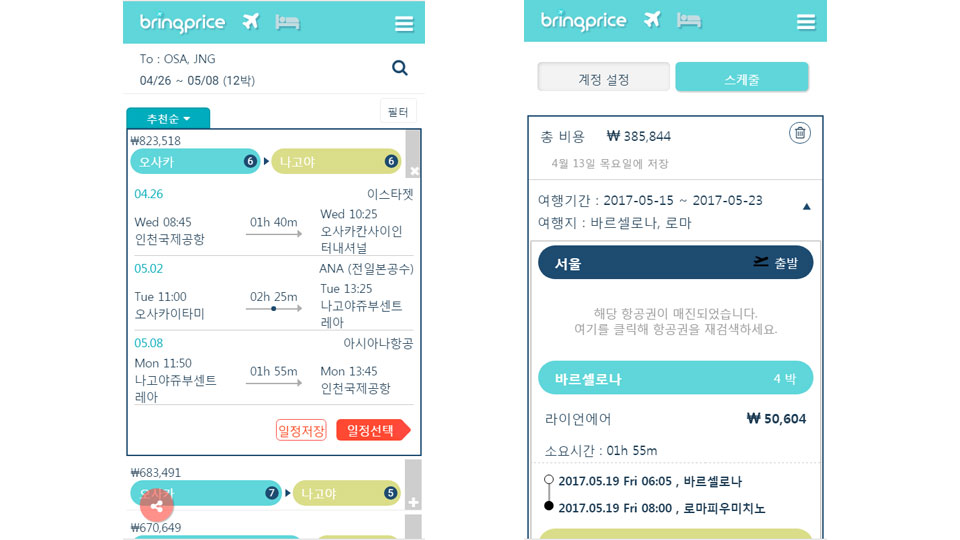 bringprice
To : OSA, JNG
04/26 ~ 05/08 (12박)
추천순
필터
₩823,518
오사카 6 나고야 6
04.26 이스타젯
Wed 08:45 01h 40m Wed 10:25
인천국제공항 오사카칸사이인
터내셔널
05.02 ANA (전일본공수)
Tue 11:00 02h 25m Tue 13:25
오사카이타미 나고야쥬부센트
레아
05.08 아시아나항공
Mon 11:50 01h 55m Mon 13:45
나고야쥬부센트 인천국제공항
레아
일정저장 일정선택
₩683,491
오사카 7 나고야 5
₩670,649
bringprice
계정 설정 스케줄
총 비용 ₩ 385,844
4월 13일 목요일에 저장
여행기간 : 2017-05-15 ~ 2017-05-23
여행지 : 바르셀로나, 로마
서울 출발
해당 항공권이 매진되었습니다.
여기를 클릭해 항공권을 재검색하세요.
바르셀로나 4 박
라이언에어 ₩ 50,604
소요시간 : 01h 55m
2017.05.19 Fri 06:05 , 바르셀로나
2017.05.19 Fri 08:00 , 로마피우미치노